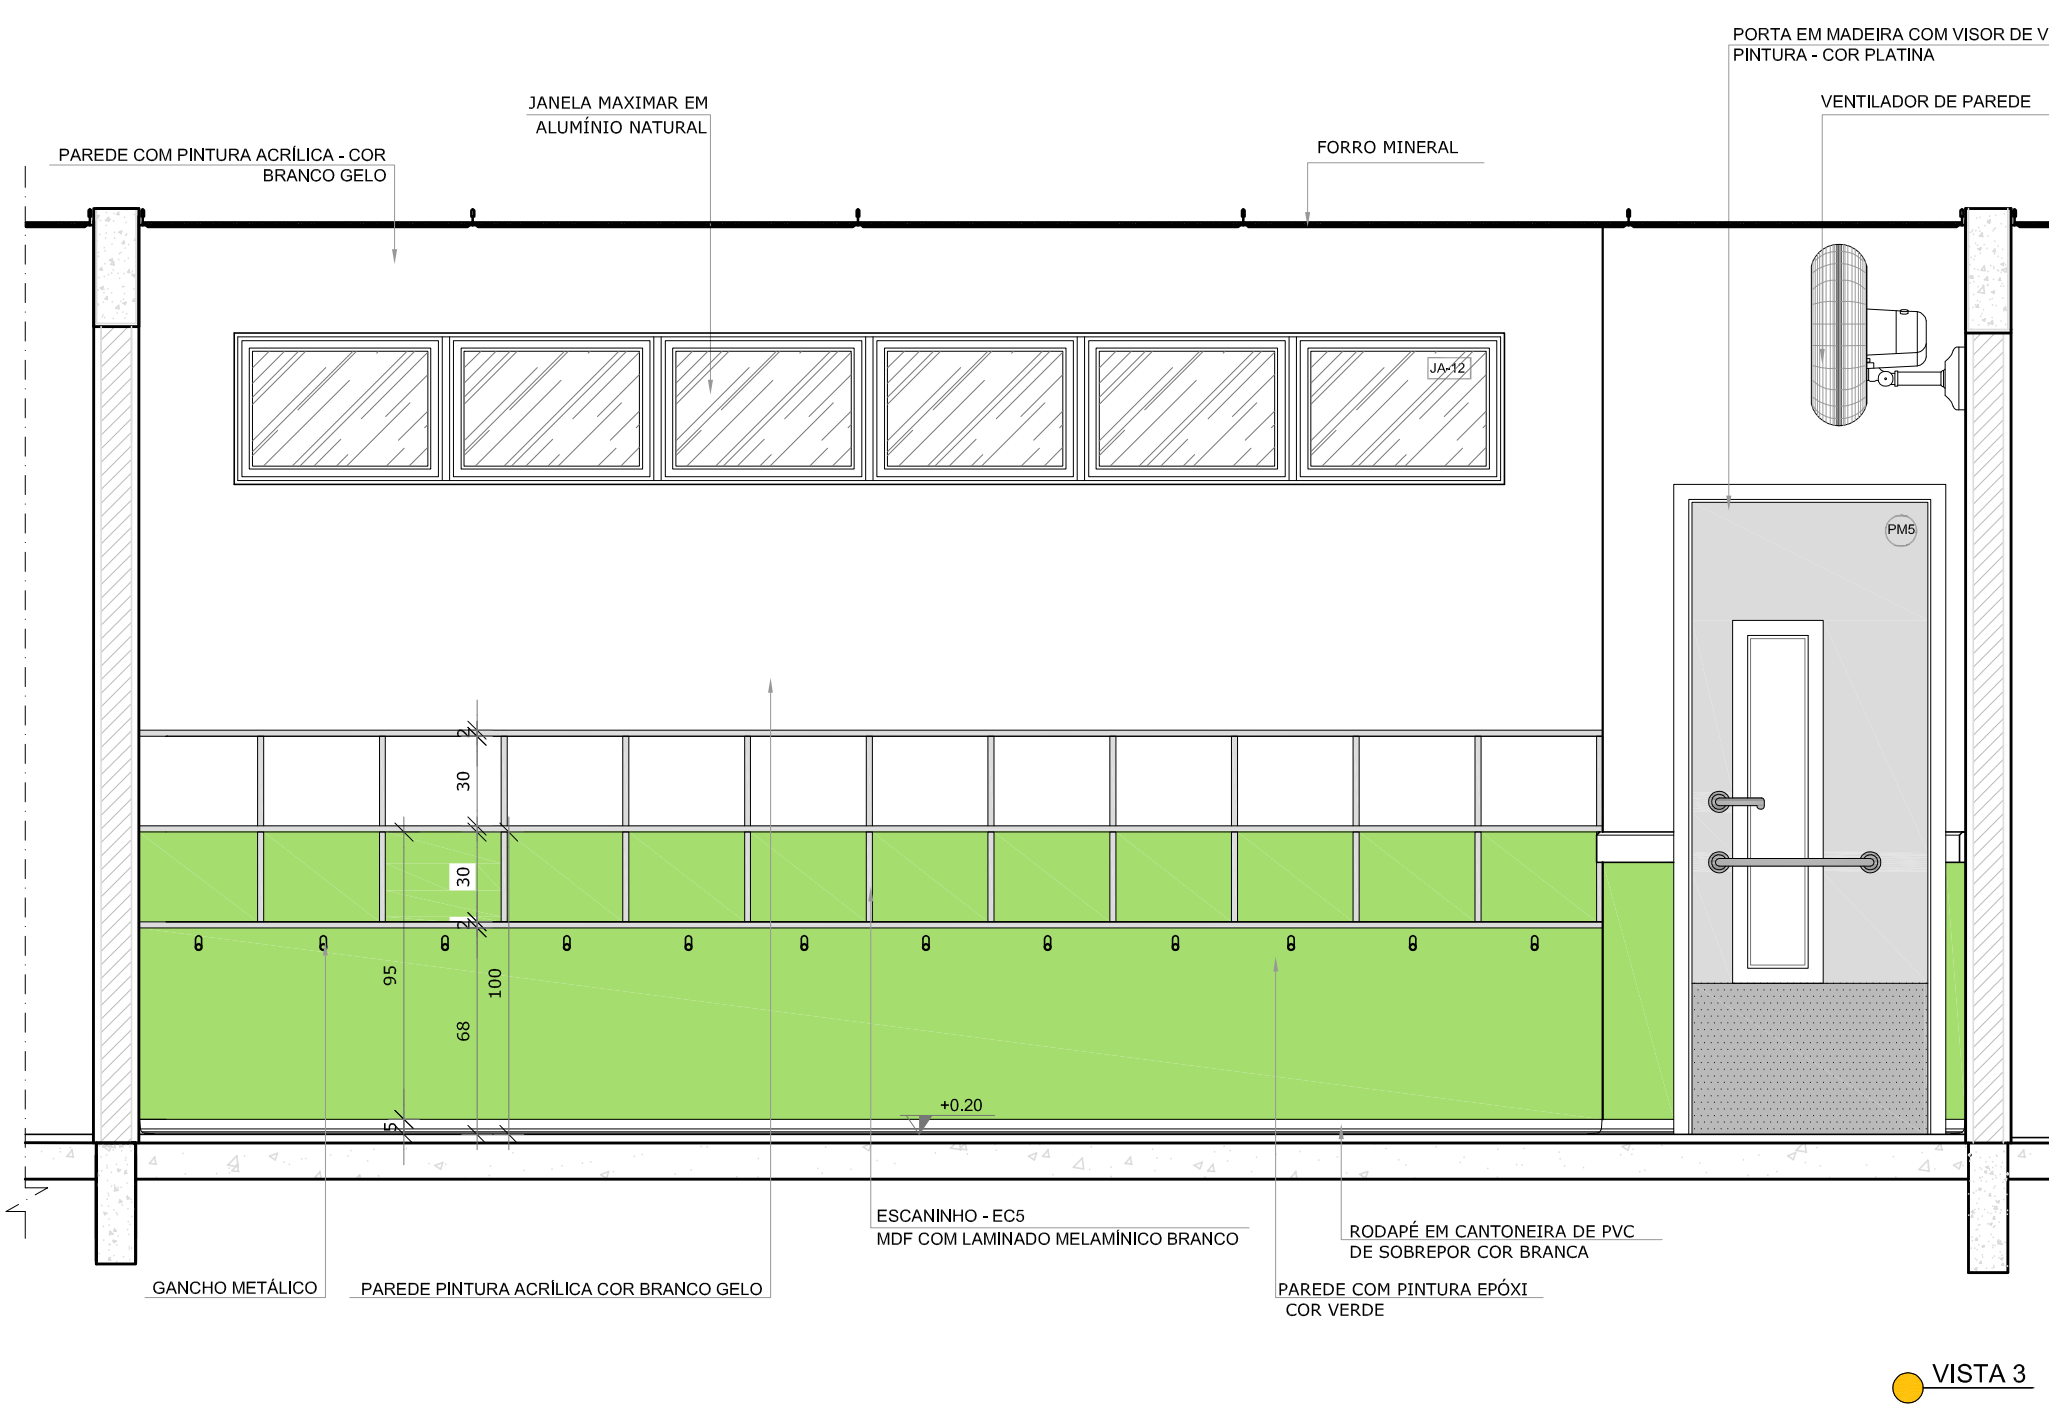 PORTA EM MADEIRA COM VISOR DE V
PINTURA - COR PLATINA
JANELA MAXIMAR EM
ALUMÍNIO NATURAL
VENTILADOR DE PAREDE
PAREDE COM PINTURA ACRÍLICA - COR
BRANCO GELO
FORRO MINERAL
JA-12
PM5
2
30
30
2
95
100
68
5
+0.20
ESCANINHO - EC5
MDF COM LAMINADO MELAMÍNICO BRANCO
RODAPÉ EM CANTONEIRA DE PVC
DE SOBREPOR COR BRANCA
GANCHO METÁLICO
PAREDE PINTURA ACRÍLICA COR BRANCO GELO
PAREDE COM PINTURA EPÓXI
COR VERDE
VISTA 3